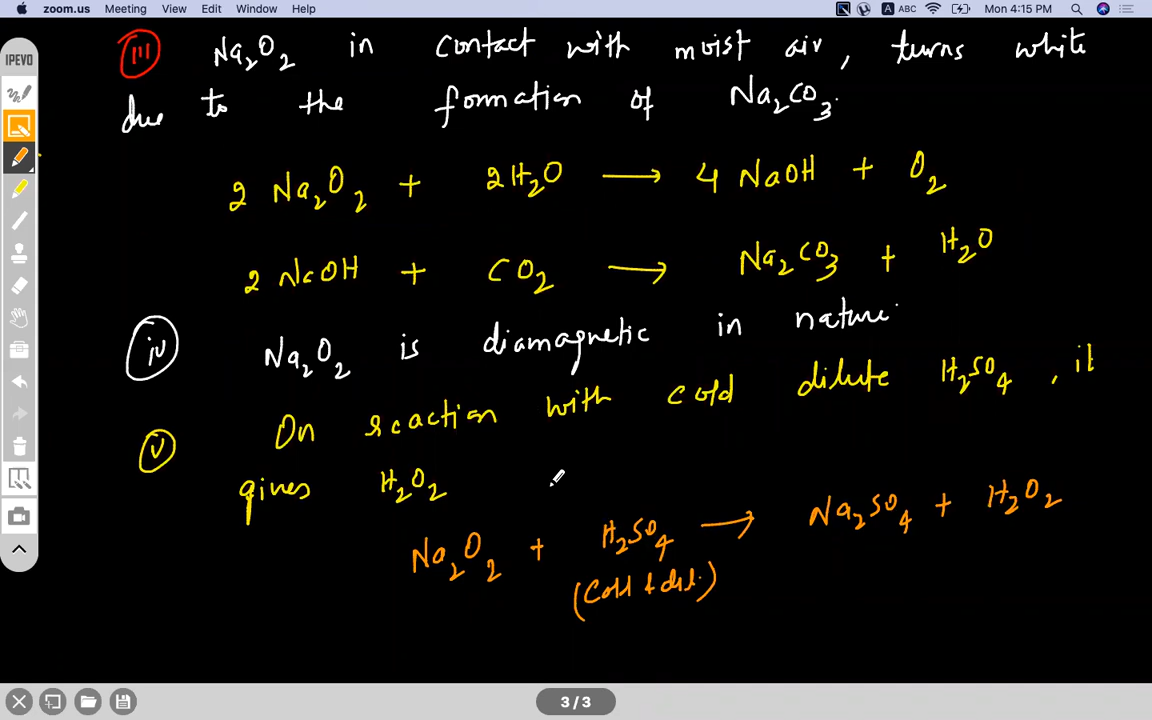 zoom.us Meeting View Edit Window Help A ABC Mon 4:15 PM
IPEVO
(III) Na₂O₂ in contact with moist air, turns white
due to the formation of Na₂CO₃.
2 Na₂O₂ + 2H₂O ⟶ 4 NaOH + O₂
2 NaOH + CO₂ ⟶ Na₂CO₃ + H₂O
(iv) Na₂O₂ is diamagnetic in nature
(v) On reaction with cold dilute H₂SO₄, it
gives H₂O₂
Na₂O₂ + H₂SO₄ ⟶ Na₂SO₄ + H₂O₂
(Cold + dil.)
3/3